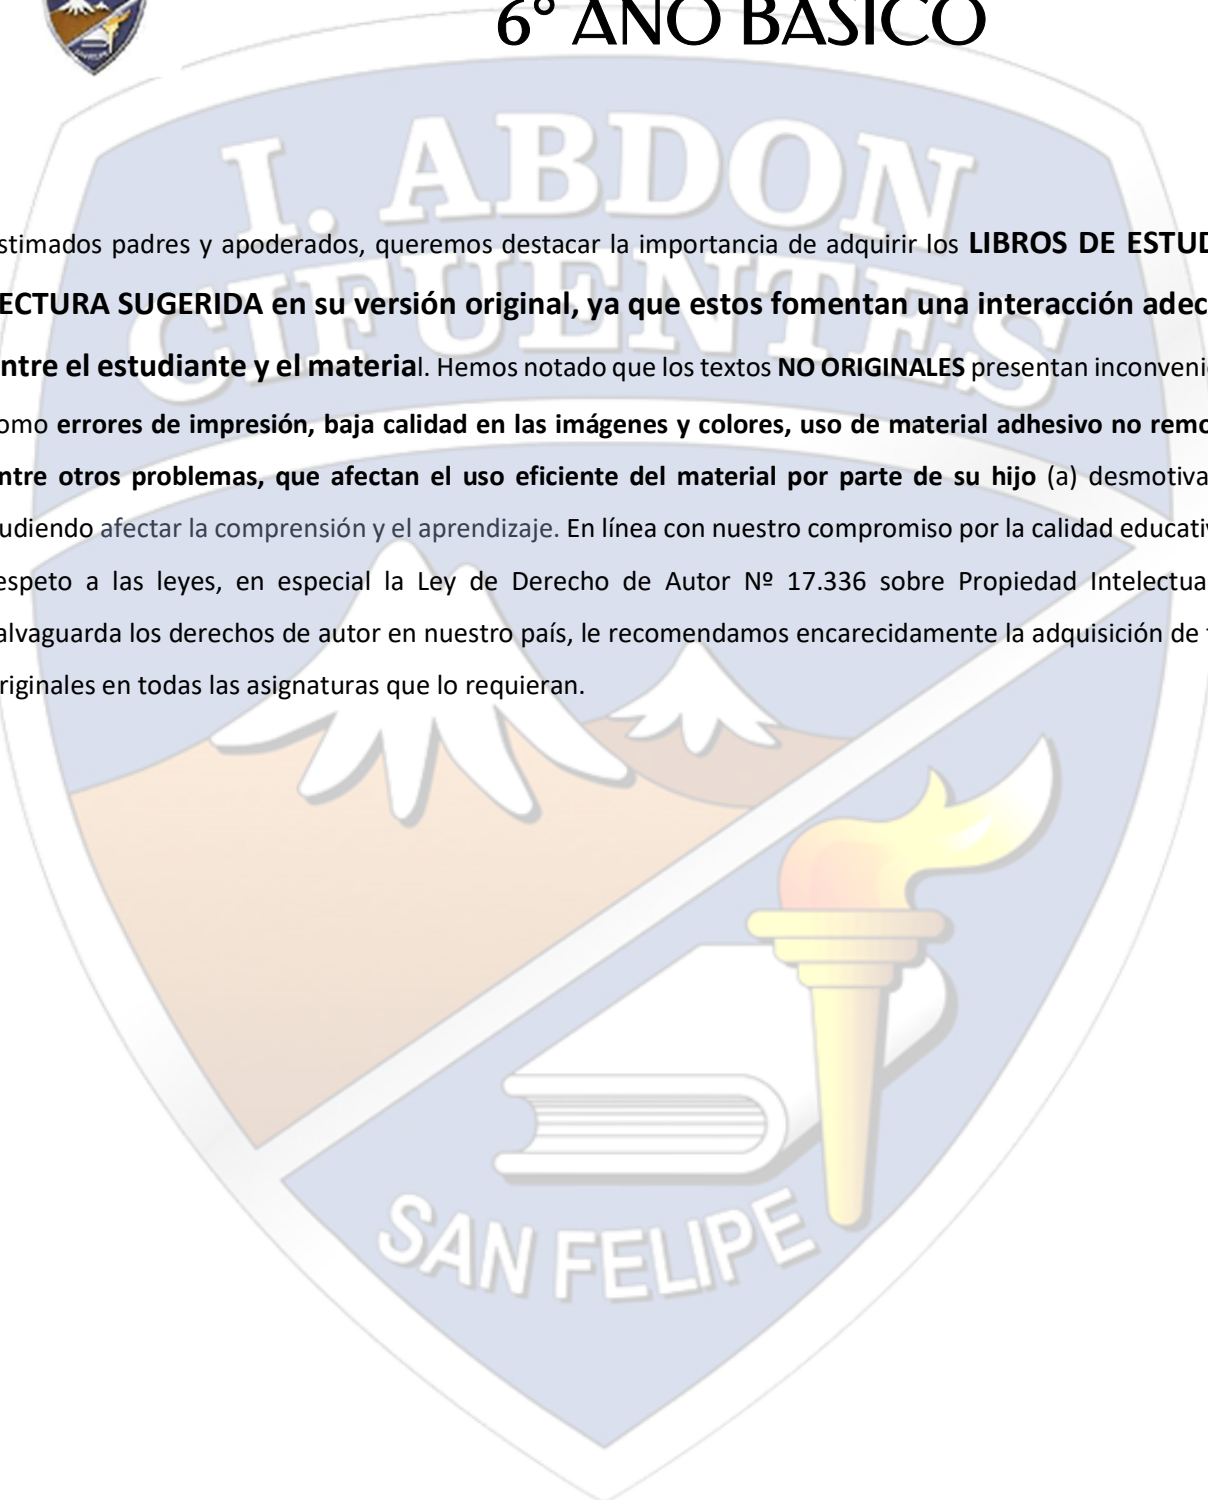 6° AÑO BÁSICO
I. ABDON
CIFUENTES
stimados padres y apoderados, queremos destacar la importancia de adquirir los LIBROS DE ESTUD
ECTURA SUGERIDA en su versión original, ya que estos fomentan una interacción adec
ntre el estudiante y el material. Hemos notado que los textos NO ORIGINALES presentan inconveni
omo errores de impresión, baja calidad en las imágenes y colores, uso de material adhesivo no remo
ntre otros problemas, que afectan el uso eficiente del material por parte de su hijo (a) desmotiva
udiendo afectar la comprensión y el aprendizaje. En línea con nuestro compromiso por la calidad educativ
espeto a las leyes, en especial la Ley de Derecho de Autor Nº 17.336 sobre Propiedad Intelectua
alvaguarda los derechos de autor en nuestro país, le recomendamos encarecidamente la adquisición de
riginales en todas las asignaturas que lo requieran.
SAN FELIPE